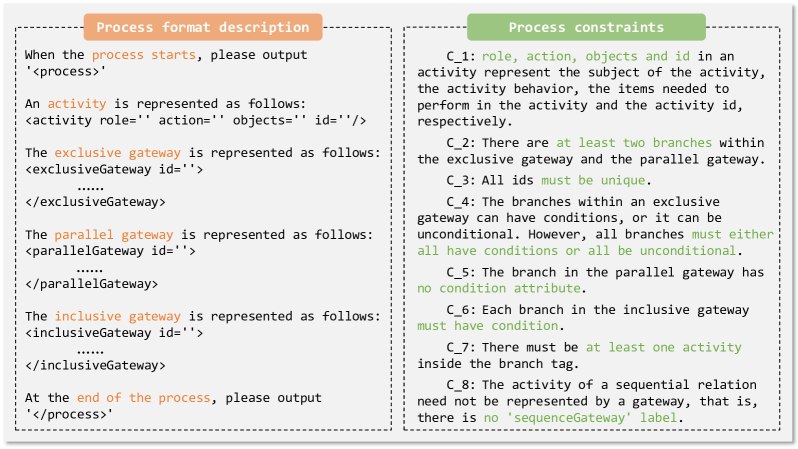 Process format description
When the process starts, please output
'<process>'
An activity is represented as follows:
<activity role='' action='' objects='' id=''/>
The exclusive gateway is represented as follows:
<exclusiveGateway id=''>
......
</exclusiveGateway>
The parallel gateway is represented as follows:
<parallelGateway id=''>
......
</parallelGateway>
The inclusive gateway is represented as follows:
<inclusiveGateway id=''>
......
</inclusiveGateway>
At the end of the process, please output
'</process>'
Process constraints
C_1: role, action, objects and id in an
activity represent the subject of the activity,
the activity behavior, the items needed to
perform in the activity and the activity id,
respectively.
C_2: There are at least two branches within
the exclusive gateway and the parallel gateway.
C_3: All ids must be unique.
C_4: The branches within an exclusive
gateway can have conditions, or it can be
unconditional. However, all branches must either
all have conditions or all be unconditional.
C_5: The branch in the parallel gateway has
no condition attribute.
C_6: Each branch in the inclusive gateway
must have condition.
C_7: There must be at least one activity
inside the branch tag.
C_8: The activity of a sequential relation
need not be represented by a gateway, that is,
there is no 'sequenceGateway' label.